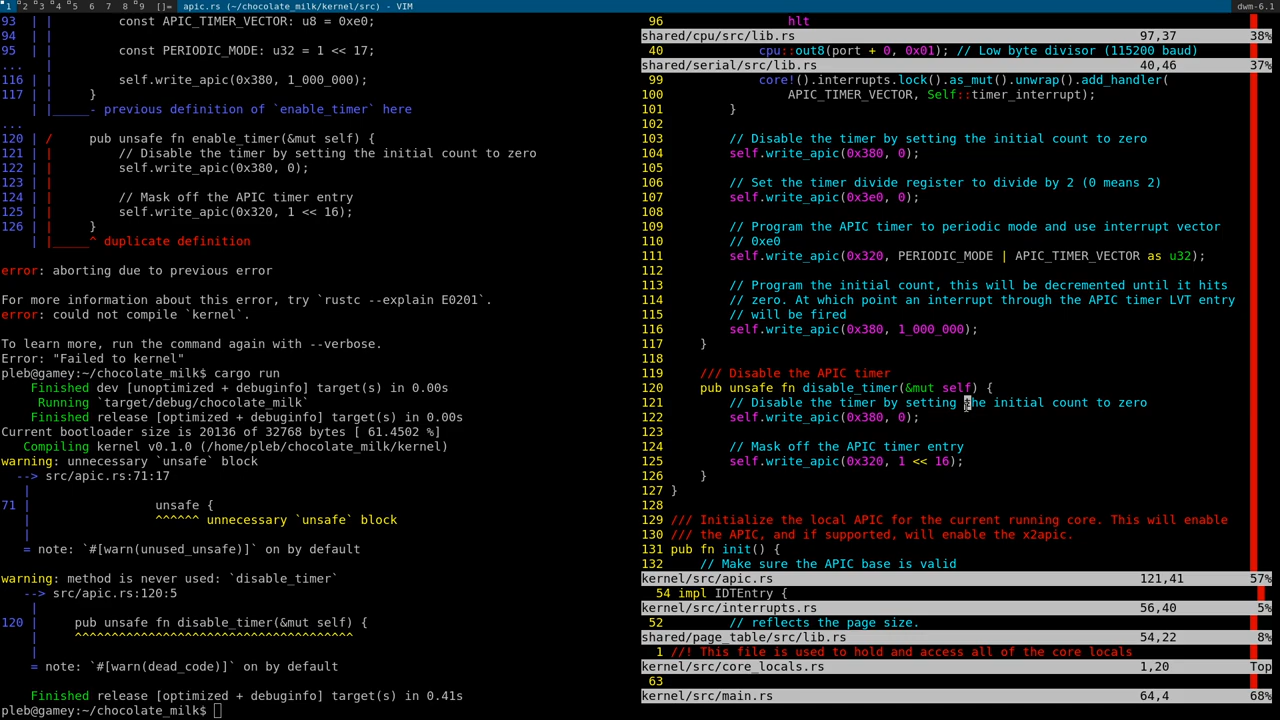 1 2 3 4 5 6 7 8 9 []= apic.rs (~/chocolate_milk/kernel/src) - VIM dwm-6.1
93 | | const APIC_TIMER_VECTOR: u8 = 0xe0;
94 | |
95 | | const PERIODIC_MODE: u32 = 1 << 17;
... |
116 | | self.write_apic(0x380, 1_000_000);
117 | | }
| |_____- previous definition of `enable_timer` here
...
120 | / pub unsafe fn enable_timer(&mut self) {
121 | | // Disable the timer by setting the initial count to zero
122 | | self.write_apic(0x380, 0);
123 | |
124 | | // Mask off the APIC timer entry
125 | | self.write_apic(0x320, 1 << 16);
126 | | }
| |_____^ duplicate definition
error: aborting due to previous error
For more information about this error, try `rustc --explain E0201`.
error: could not compile `kernel`.
To learn more, run the command again with --verbose.
Error: "Failed to kernel"
pleb@gamey:~/chocolate_milk$ cargo run
Finished dev [unoptimized + debuginfo] target(s) in 0.00s
Running `target/debug/chocolate_milk`
Finished release [optimized + debuginfo] target(s) in 0.00s
Current bootloader size is 20136 of 32768 bytes [ 61.4502 %]
Compiling kernel v0.1.0 (/home/pleb/chocolate_milk/kernel)
warning: unnecessary `unsafe` block
--> src/apic.rs:71:17
|
71 | unsafe {
| ^^^^^^ unnecessary `unsafe` block
|
= note: `#[warn(unused_unsafe)]` on by default
warning: method is never used: `disable_timer`
--> src/apic.rs:120:5
|
120 | pub unsafe fn disable_timer(&mut self) {
| ^^^^^^^^^^^^^^^^^^^^^^^^^^^^^^^^^^^^^^
|
= note: `#[warn(dead_code)]` on by default
Finished release [optimized + debuginfo] target(s) in 0.41s
pleb@gamey:~/chocolate_milk$
96 hlt
shared/cpu/src/lib.rs 97,37 38%
40 cpu::out8(port + 0, 0x01); // Low byte divisor (115200 baud)
shared/serial/src/lib.rs 40,46 37%
99 core!().interrupts.lock().as_mut().unwrap().add_handler(
100 APIC_TIMER_VECTOR, Self::timer_interrupt);
101 }
102
103 // Disable the timer by setting the initial count to zero
104 self.write_apic(0x380, 0);
105
106 // Set the timer divide register to divide by 2 (0 means 2)
107 self.write_apic(0x3e0, 0);
108
109 // Program the APIC timer to periodic mode and use interrupt vector
110 // 0xe0
111 self.write_apic(0x320, PERIODIC_MODE | APIC_TIMER_VECTOR as u32);
112
113 // Program the initial count, this will be decremented until it hits
114 // zero. At which point an interrupt through the APIC timer LVT entry
115 // will be fired
116 self.write_apic(0x380, 1_000_000);
117 }
118
119 /// Disable the APIC timer
120 pub unsafe fn disable_timer(&mut self) {
121 // Disable the timer by setting the initial count to zero
122 self.write_apic(0x380, 0);
123
124 // Mask off the APIC timer entry
125 self.write_apic(0x320, 1 << 16);
126 }
127 }
128
129 /// Initialize the local APIC for the current running core. This will enable
130 /// the APIC, and if supported, will enable the x2apic.
131 pub fn init() {
132 // Make sure the APIC base is valid
kernel/src/apic.rs 121,41 57%
54 impl IDTEntry {
kernel/src/interrupts.rs 56,40 5%
52 // reflects the page size.
shared/page_table/src/lib.rs 54,22 8%
1 //! This file is used to hold and access all of the core locals
kernel/src/core_locals.rs 1,20 Top
63
kernel/src/main.rs 64,4 68%